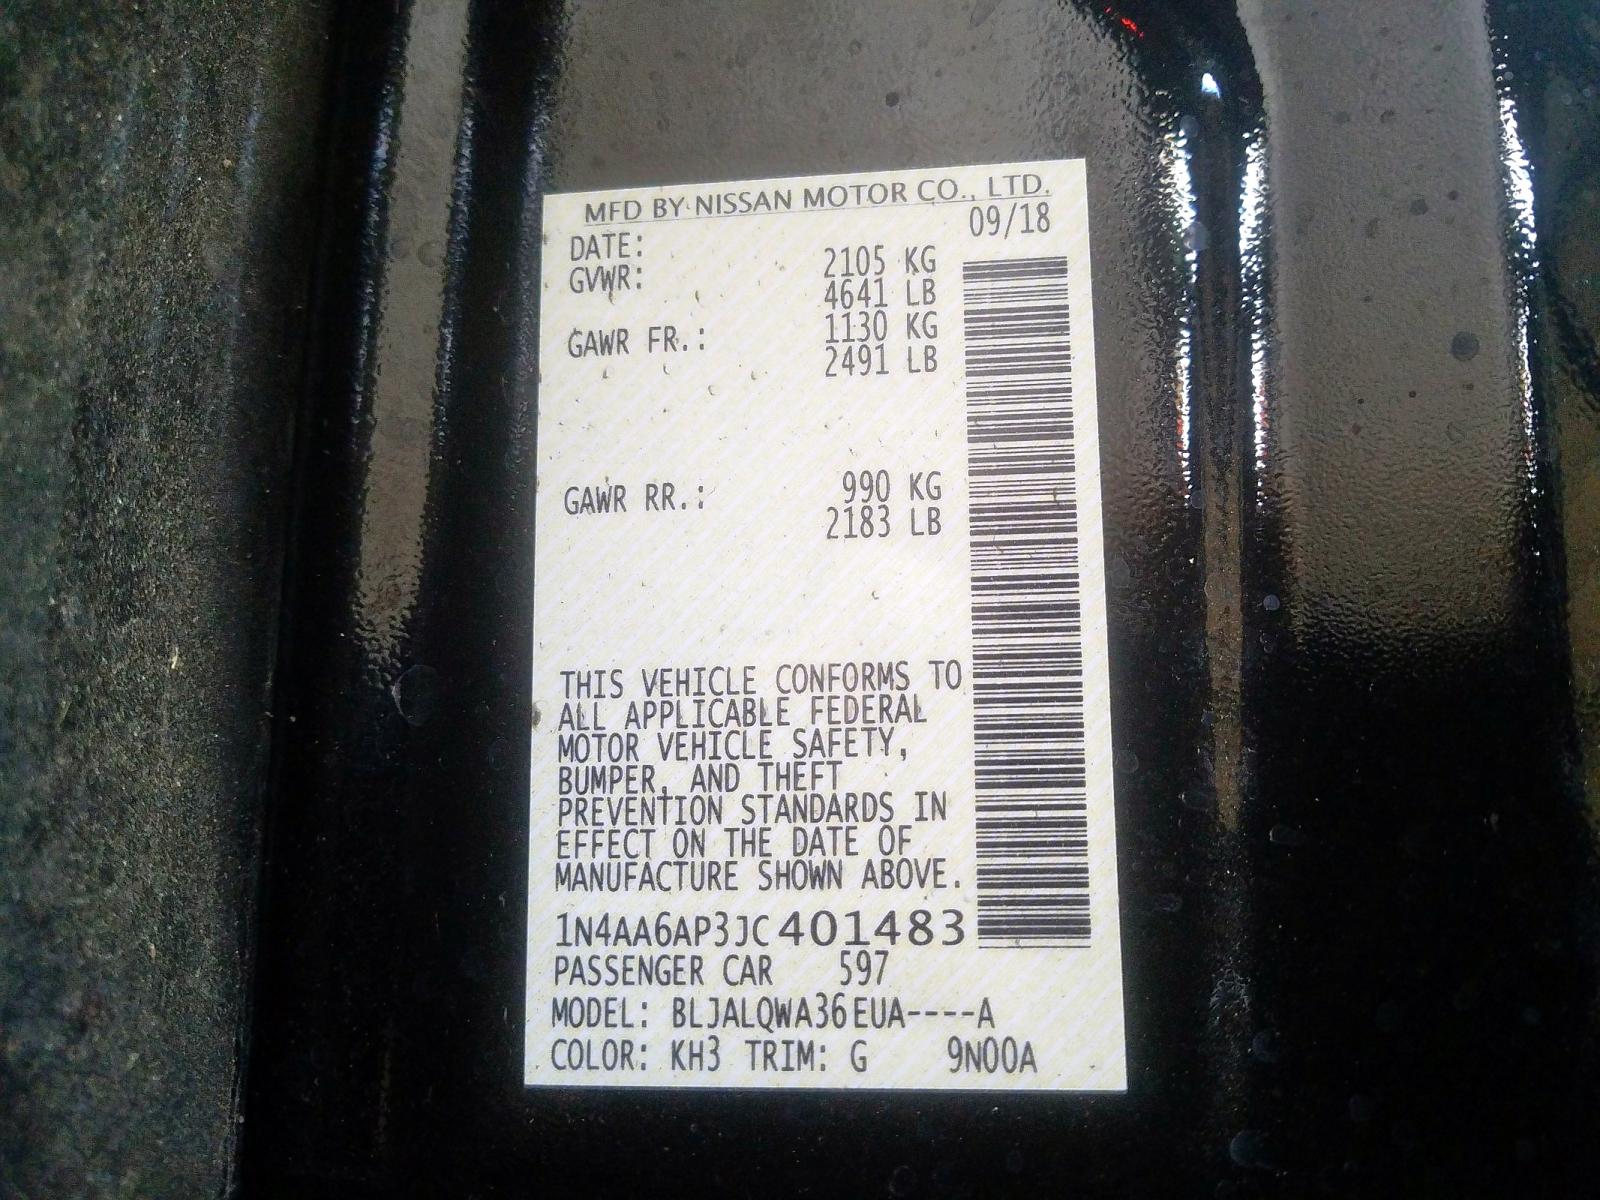 MFD BY NISSAN MOTOR CO., LTD.
DATE: 09/18
GVWR: 2105 KG
4641 LB
GAWR FR.: 1130 KG
2491 LB
GAWR RR.: 990 KG
2183 LB
THIS VEHICLE CONFORMS TO
ALL APPLICABLE FEDERAL
MOTOR VEHICLE SAFETY,
BUMPER, AND THEFT
PREVENTION STANDARDS IN
EFFECT ON THE DATE OF
MANUFACTURE SHOWN ABOVE.
1N4AA6AP3JC401483
PASSENGER CAR 597
MODEL: BLJALQWA36EUA----A
COLOR: KH3 TRIM: G 9N00A